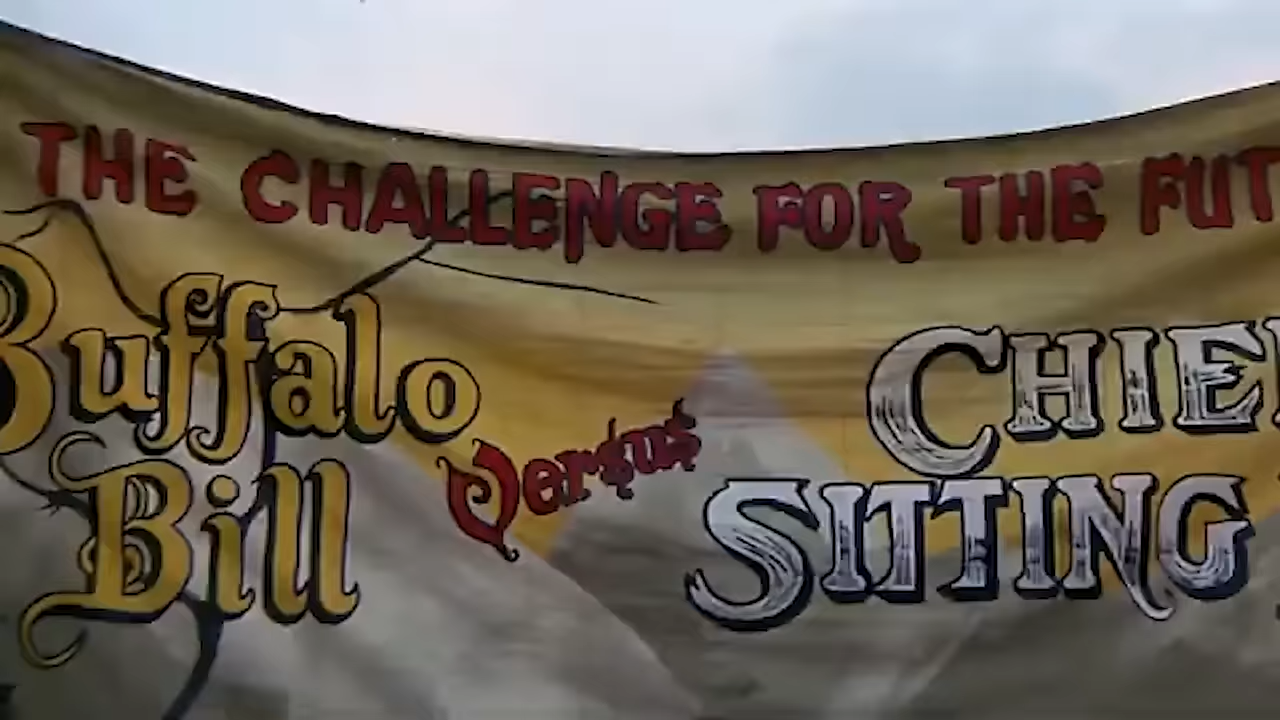 THE CHALLENGE FOR THE FUT
Buffalo
Bill
Versus
CHIE
SITTING